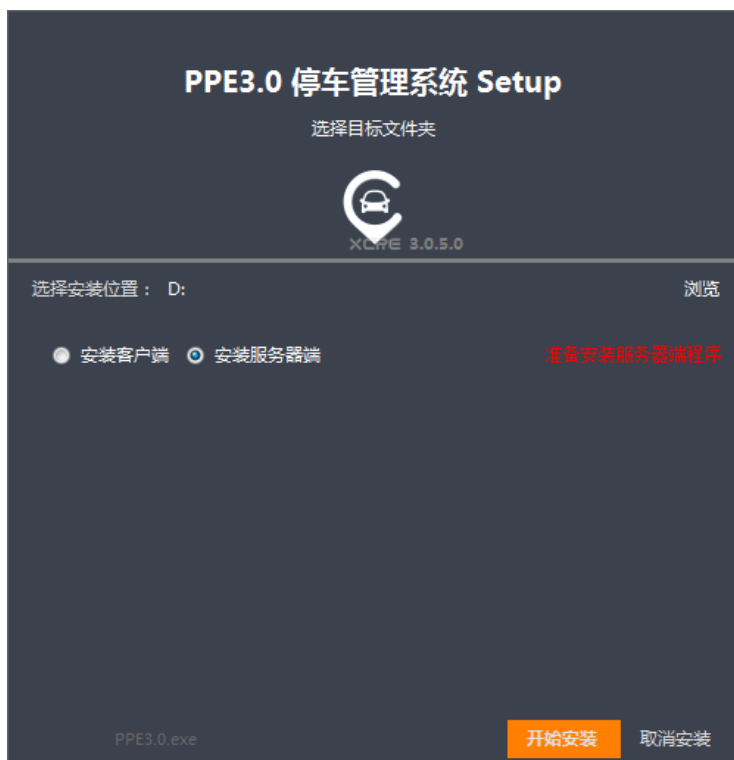 PPE3.0 停车管理系统 Setup
选择目标文件夹
XCRE 3.0.5.0
选择安装位置： D: 浏览
安装客户端 安装服务器端 准备安装服务器端程序
PPE3.0.exe 开始安装 取消安装